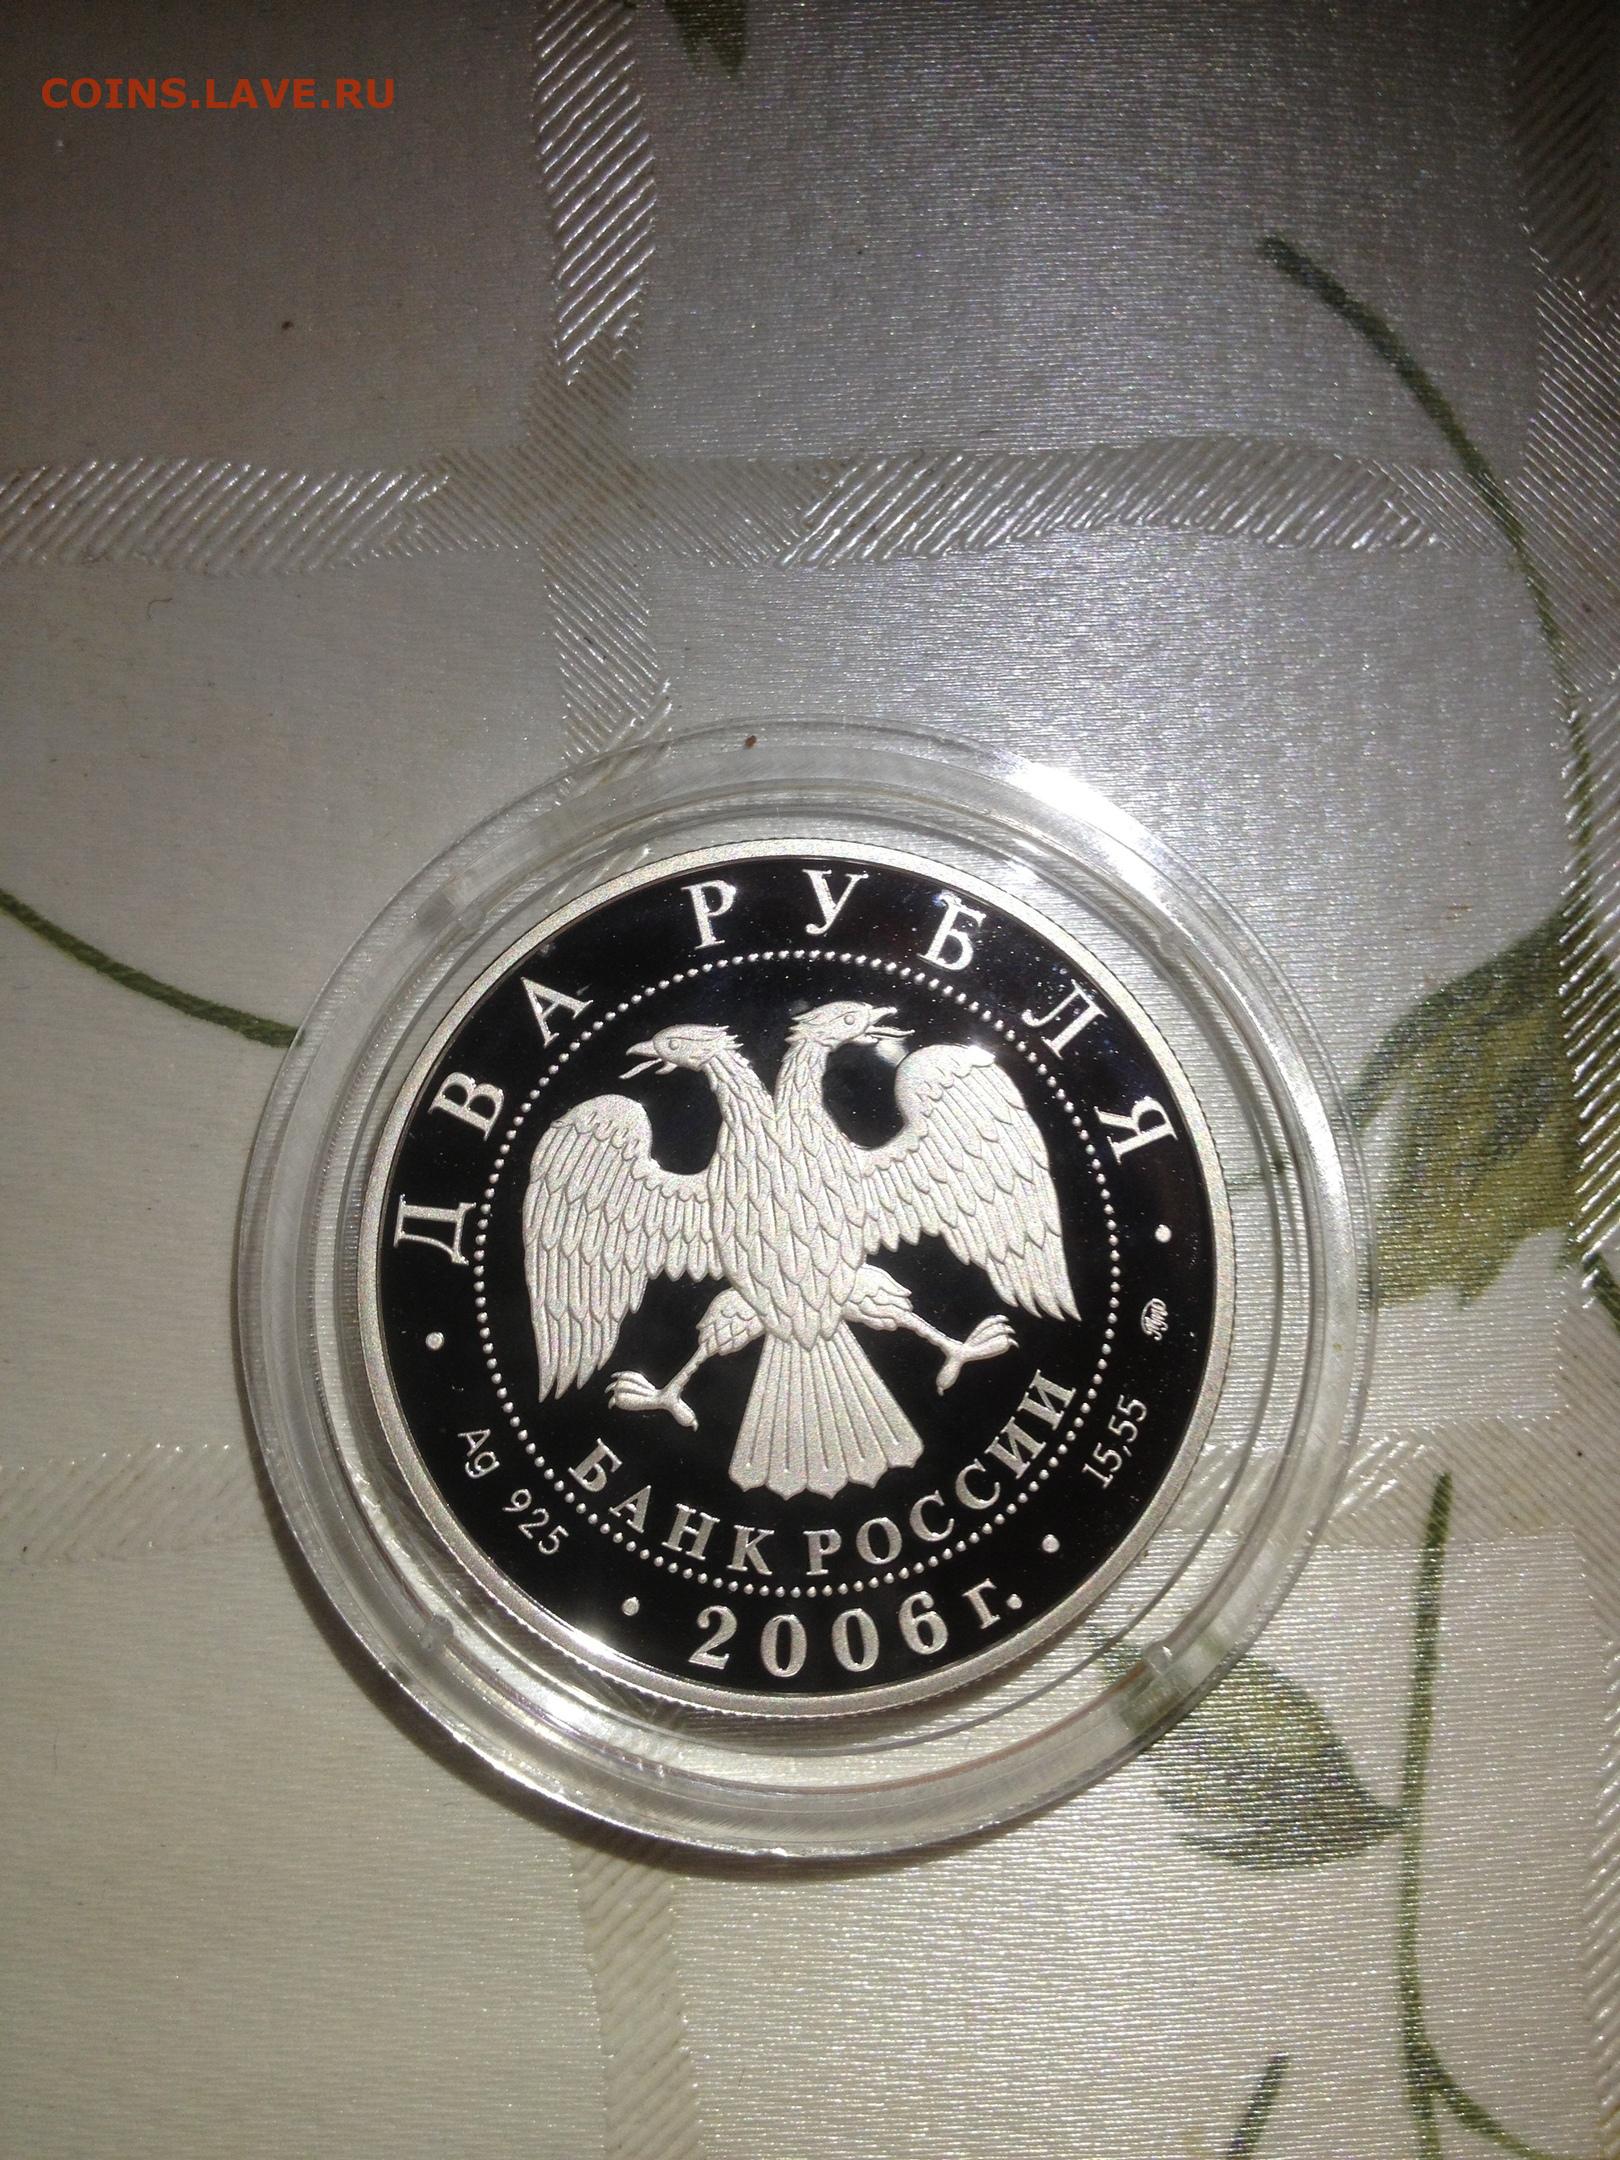 COINS.LAVE.RU
ДВА РУБЛЯ
БАНК РОССИИ
Ag 925
15,55
2006 г.